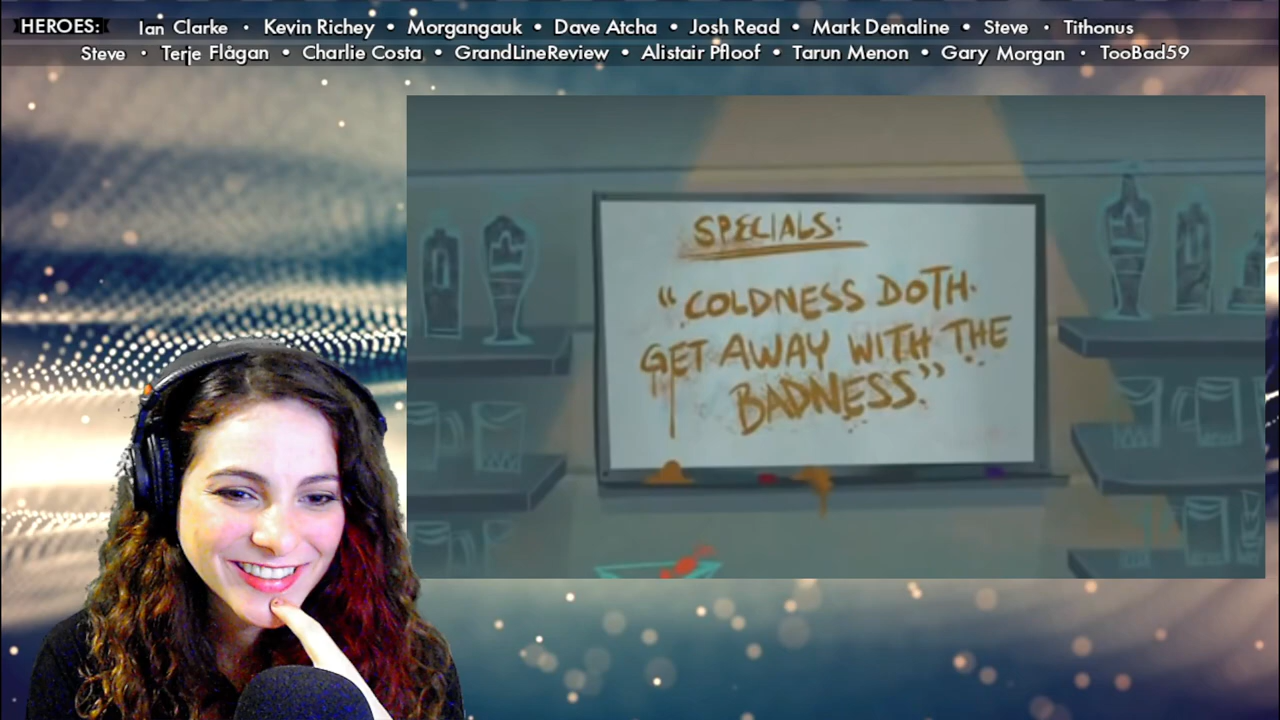 HEROES: Ian Clarke • Kevin Richey • Morgangauk • Dave Atcha • Josh Read • Mark Demaline • Steve • Tithonus
Steve • Terje Flågan • Charlie Costa • GrandLineReview • Alistair Pfloof • Tarun Menon • Gary Morgan • TooBad59
SPECIALS:
“COLDNESS DOTH
GET AWAY WITH THE
BADNESS.”